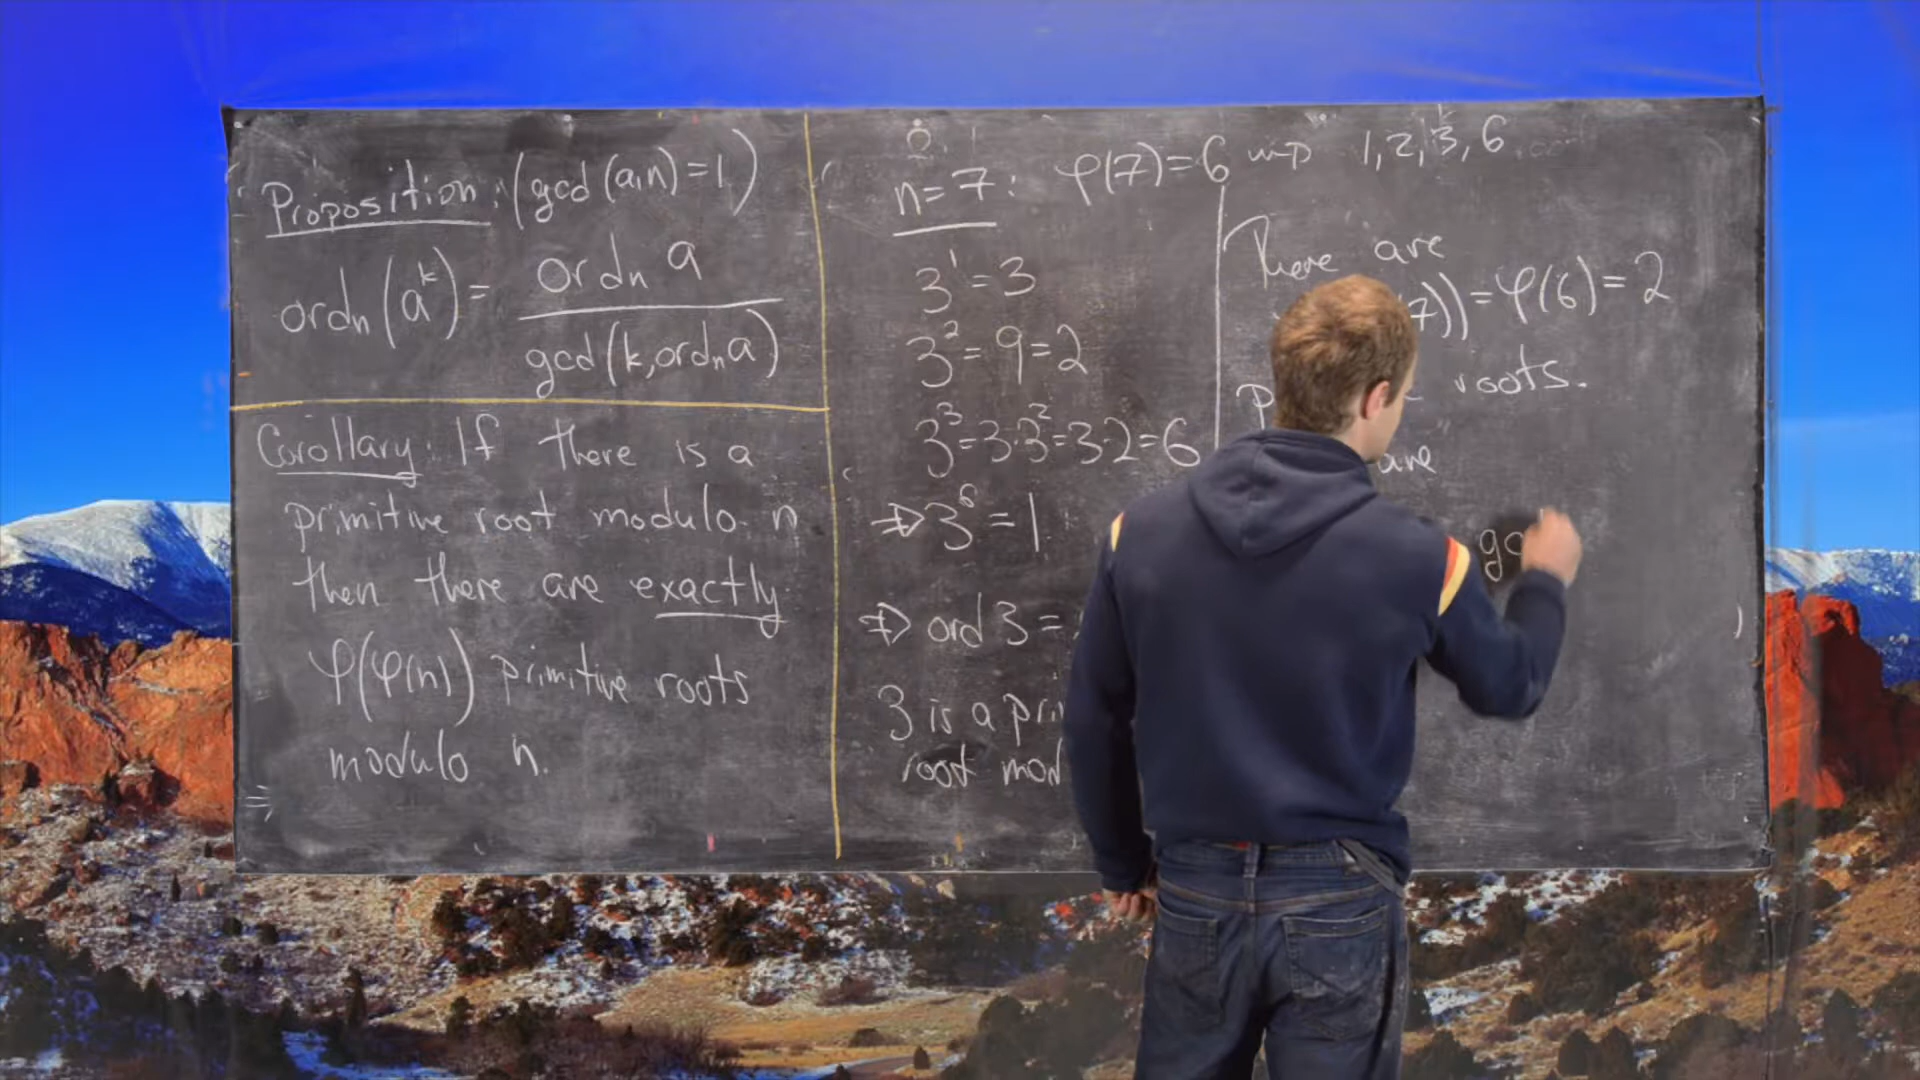 Proposition: (gcd(a,n)=1)
ord_n(a^k) = ord_n a / gcd(k, ord_n a)
Corollary: If there is a
primitive root modulo n
then there are exactly
φ(φ(n)) primitive roots
modulo n.
n=7: φ(7)=6 ⇝ 1, 2, 3, 6
3^1=3
3^2=9=2
3^3=3·3^2=3·2=6
⇒ 3^6=1
⇒ ord 3 =
3 is a
root
There are
7))=φ(6)=2
roots.
are